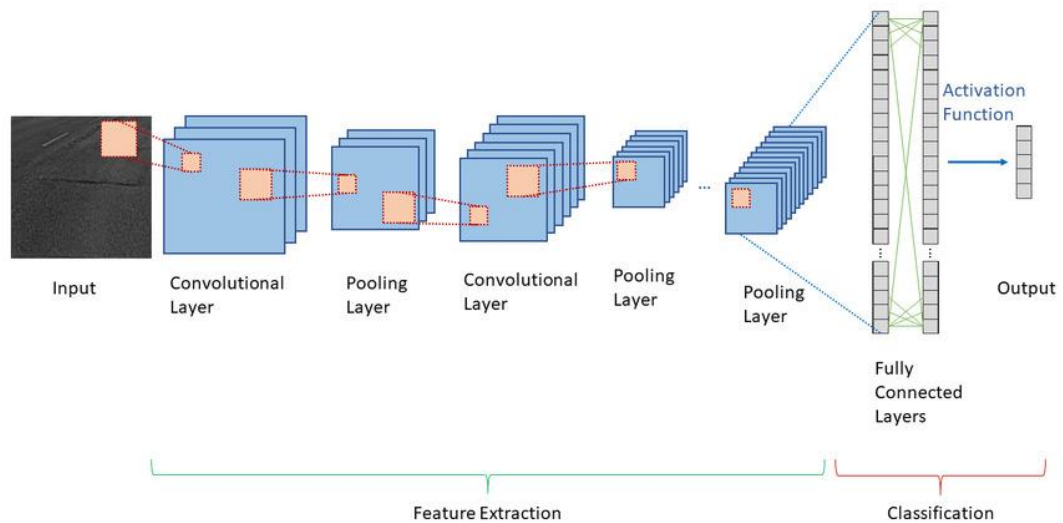 Activation
Function
Input
Convolutional
Layer
Pooling
Layer
Convolutional
Layer
Pooling
Layer
...
Pooling
Layer
Fully
Connected
Layers
Output
Feature Extraction
Classification